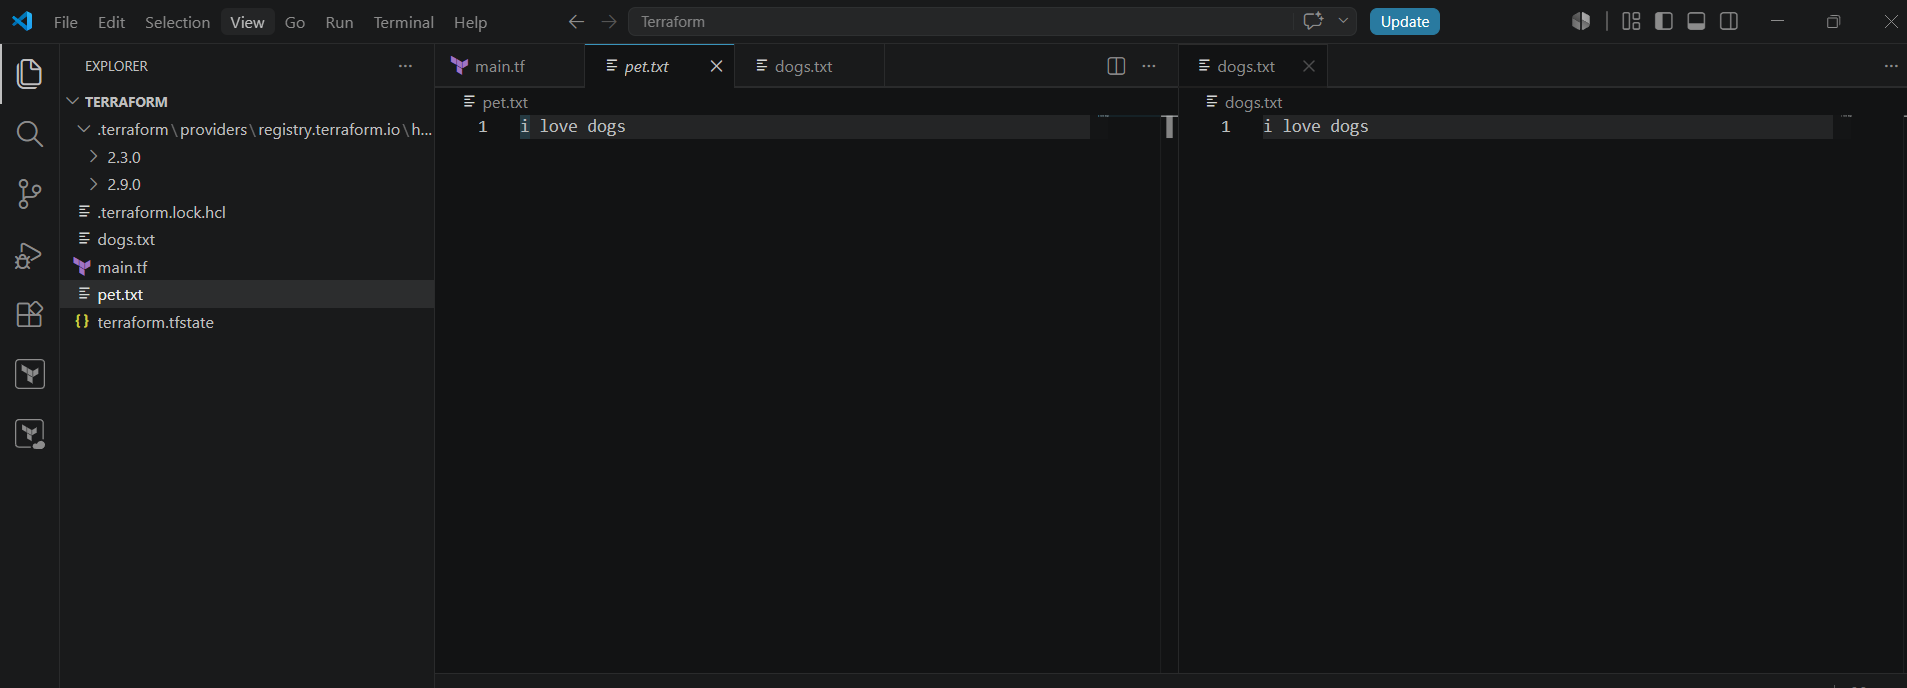 File Edit Selection View Go Run Terminal Help Terraform Update
EXPLORER
TERRAFORM
.terraform\providers\registry.terraform.io\h...
2.3.0
2.9.0
.terraform.lock.hcl
dogs.txt
main.tf
pet.txt
{} terraform.tfstate
main.tf pet.txt dogs.txt
pet.txt
1 i love dogs
dogs.txt
dogs.txt
1 i love dogs